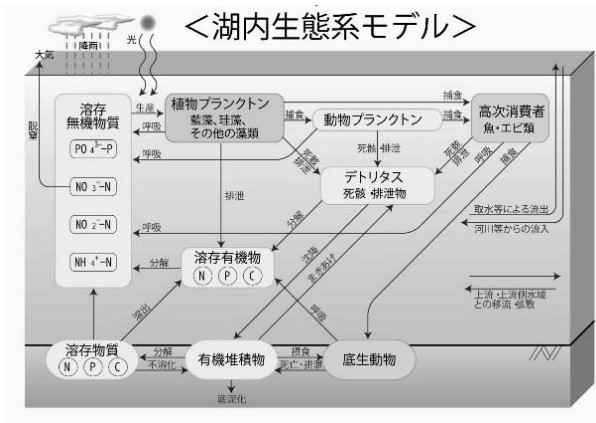 <湖内生態系モデル>
降雨
光
大気
溶存
無機物質
PO₄³⁻-P
NO₃⁻-N
NO₂⁻-N
NH₄⁺-N
脱窒
生産
呼吸
呼吸
呼吸
植物プランクトン
藍藻、珪藻、
その他の藻類
捕食
捕食
動物プランクトン
捕食
高次消費者
魚・エビ類
死骸
排泄
死骸・排泄
死骸
排泄
呼吸
捕食
デトリタス
死骸・排泄物
排泄
分解
沈降
まきあげ
取水等による流出
河川等からの流入
溶存有機物
N P C
分解
溶出
呼吸
上流・上流側水域
との移流・拡散
溶存物質
N P C
分解
不溶化
有機堆積物
摂食
死亡・排泄
底生動物
底泥化